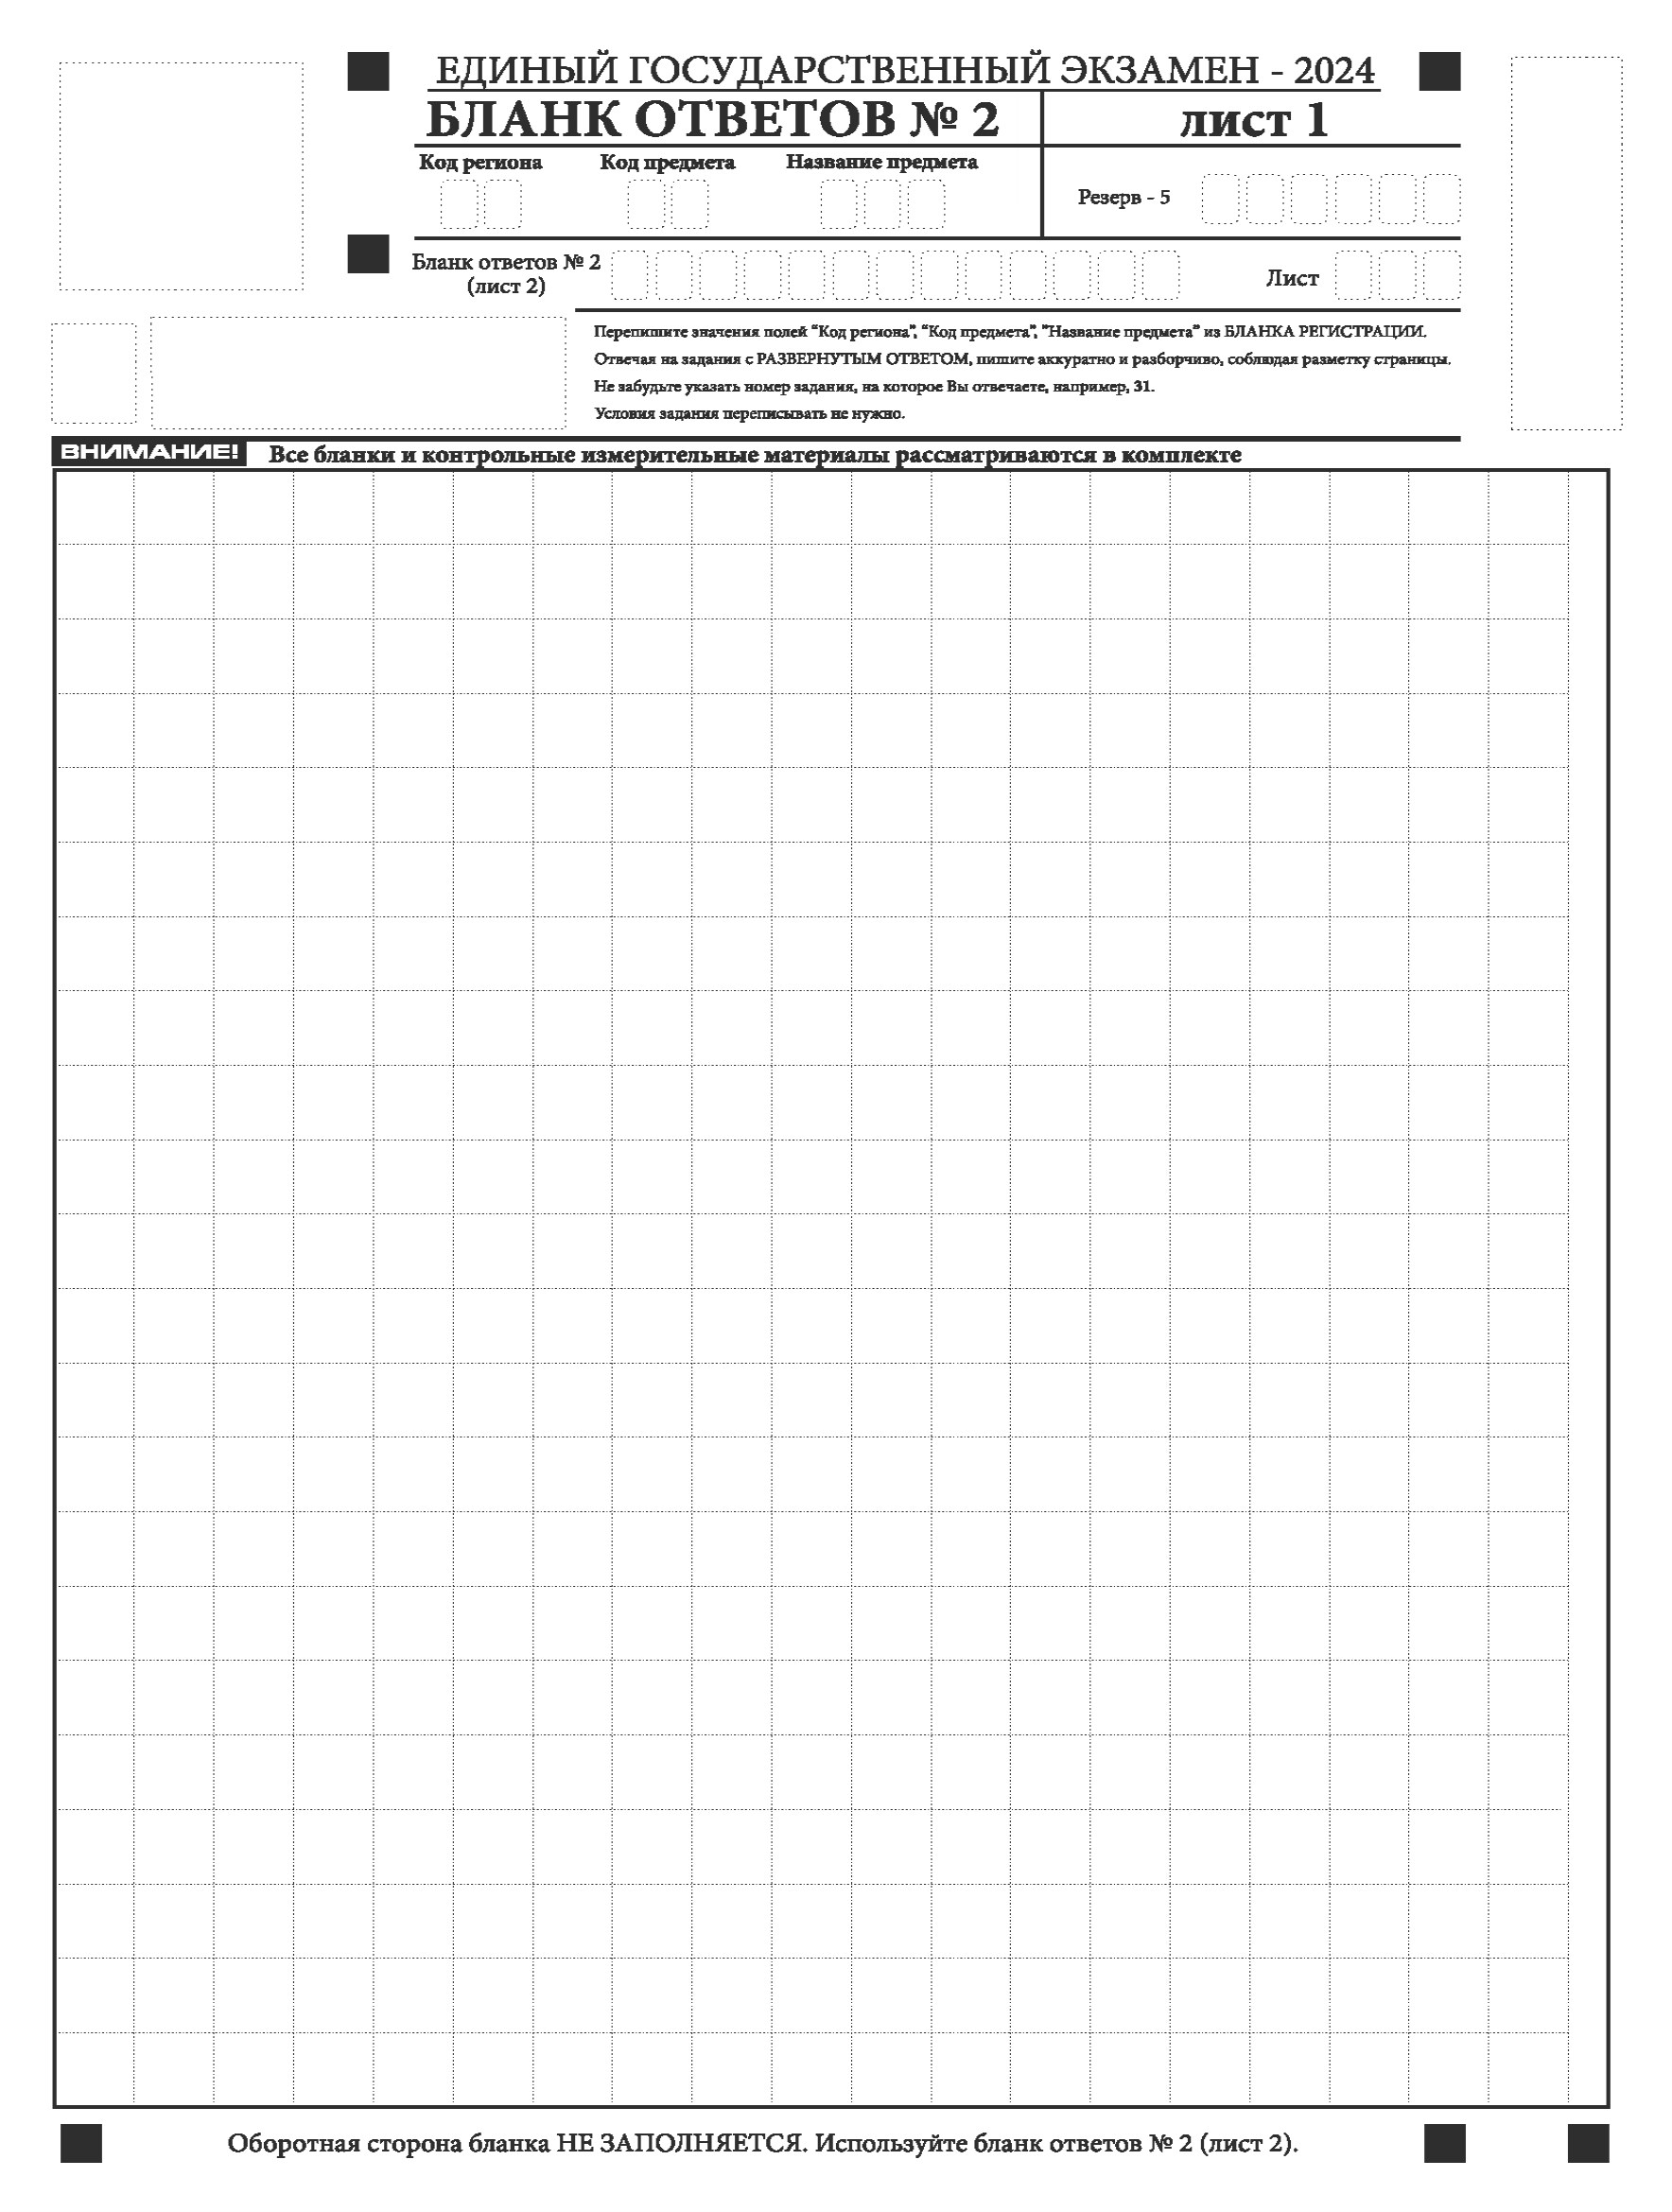 ЕДИНЫЙ ГОСУДАРСТВЕННЫЙ ЭКЗАМЕН - 2024
БЛАНК ОТВЕТОВ № 2
лист 1
Код региона
Код предмета
Название предмета
Резерв - 5
Бланк ответов № 2
(лист 2)
Лист
Перепишите значения полей “Код региона”, “Код предмета”, ”Название предмета” из БЛАНКА РЕГИСТРАЦИИ.
Отвечая на задания с РАЗВЕРНУТЫМ ОТВЕТОМ, пишите аккуратно и разборчиво, соблюдая разметку страницы.
Не забудьте указать номер задания, на которое Вы отвечаете, например, 31.
Условия задания переписывать не нужно.
ВНИМАНИЕ!
Все бланки и контрольные измерительные материалы рассматриваются в комплекте
Оборотная сторона бланка НЕ ЗАПОЛНЯЕТСЯ. Используйте бланк ответов № 2 (лист 2).